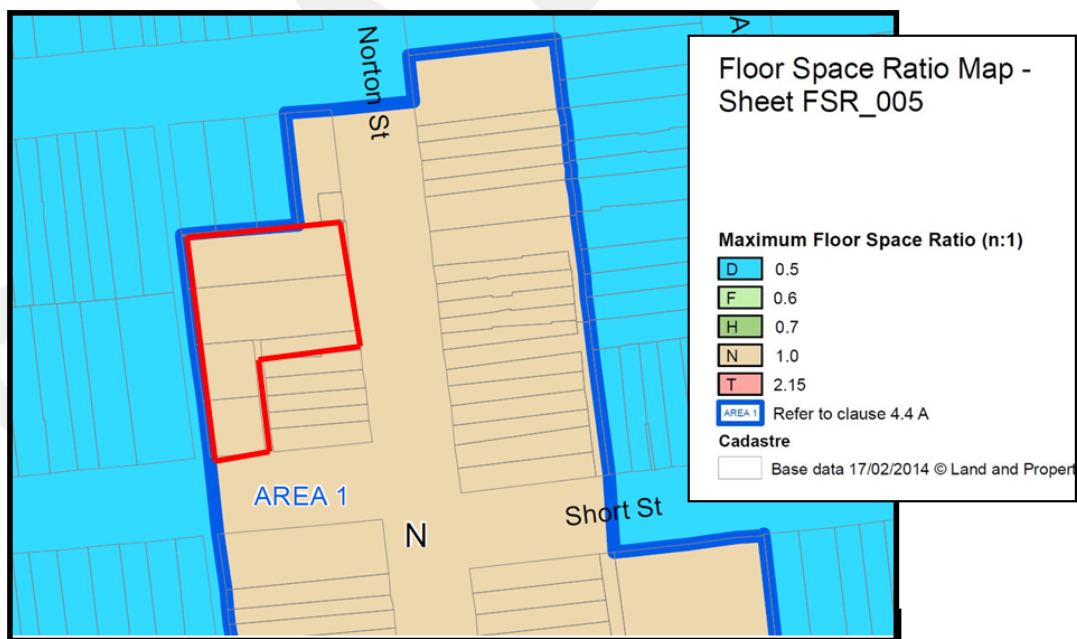 Norton St
A
AREA 1
N
Short St
Floor Space Ratio Map -
Sheet FSR_005
Maximum Floor Space Ratio (n:1)
D 0.5
F 0.6
H 0.7
N 1.0
T 2.15
AREA 1 Refer to clause 4.4 A
Cadastre
Base data 17/02/2014 © Land and Propert